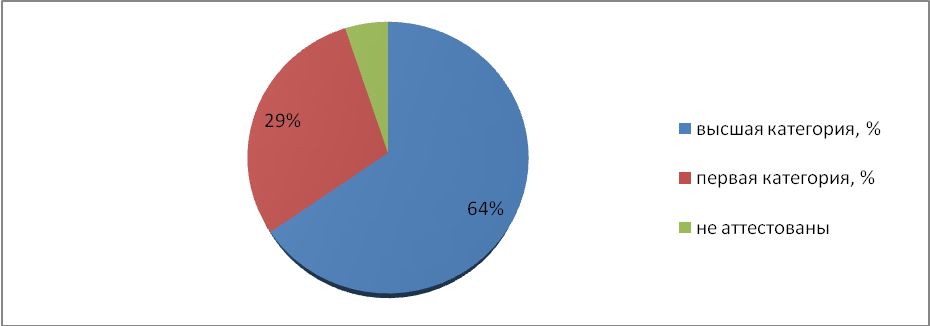 29%
64%
высшая категория, %
первая категория, %
не аттестованы